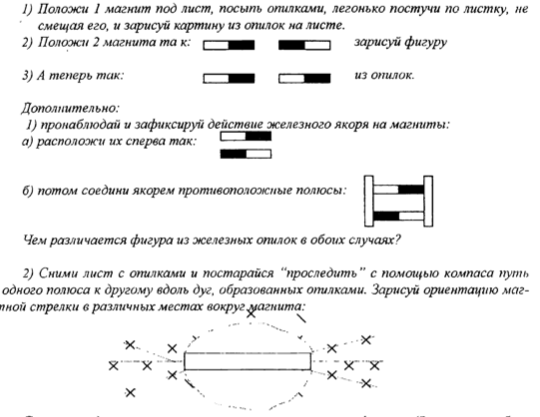 1) Положи 1 магнит под лист, посыпь опилками, легонько постучи по листку, не
смещая его, и зарисуй картину из опилок на листе.
2) Положи 2 магнита та к: зарисуй фигуру
3) А теперь так: из опилок.
Дополнительно:
1) пронаблюдай и зафиксируй действие железного якоря на магниты:
а) расположи их сперва так:
б) потом соедини якорем противоположные полюсы:
Чем различается фигура из железных опилок в обоих случаях?
2) Сними лист с опилками и постарайся "проследить" с помощью компаса путь
одного полюса к другому вдоль дуг, образованных опилками. Зарисуй ориентацию маг-
тной стрелки в различных местах вокруг магнита: